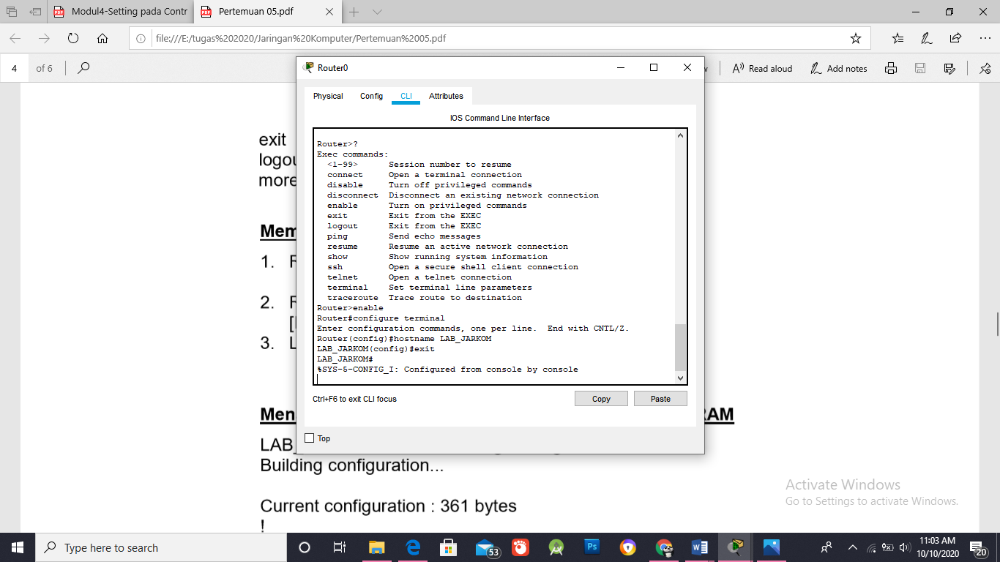 Modul4-Setting pada Contr
Pertemuan 05.pdf
file:///E:/tugas%202020/Jaringan%20Komputer/Pertemuan%2005.pdf
4 of 6
Read aloud
Add notes
Router0
Physical Config CLI Attributes
IOS Command Line Interface
Router>?
Exec commands:
<1-99> Session number to resume
connect Open a terminal connection
disable Turn off privileged commands
disconnect Disconnect an existing network connection
enable Turn on privileged commands
exit Exit from the EXEC
logout Exit from the EXEC
ping Send echo messages
resume Resume an active network connection
show Show running system information
ssh Open a secure shell client connection
telnet Open a telnet connection
terminal Set terminal line parameters
traceroute Trace route to destination
Router>enable
Router#configure terminal
Enter configuration commands, one per line. End with CNTL/Z.
Router(config)#hostname LAB_JARKOM
LAB_JARKOM(config)#exit
LAB_JARKOM#
%SYS-5-CONFIG_I: Configured from console by console
Ctrl+F6 to exit CLI focus
Copy
Paste
Top
exit
logou
more
Mem
1.
2.
3. L
Men
RAM
LAB_
Building configuration...
Current configuration : 361 bytes
!
Activate Windows
Go to Settings to activate Windows.
Type here to search
53
Ps
11:03 AM
10/10/2020
20